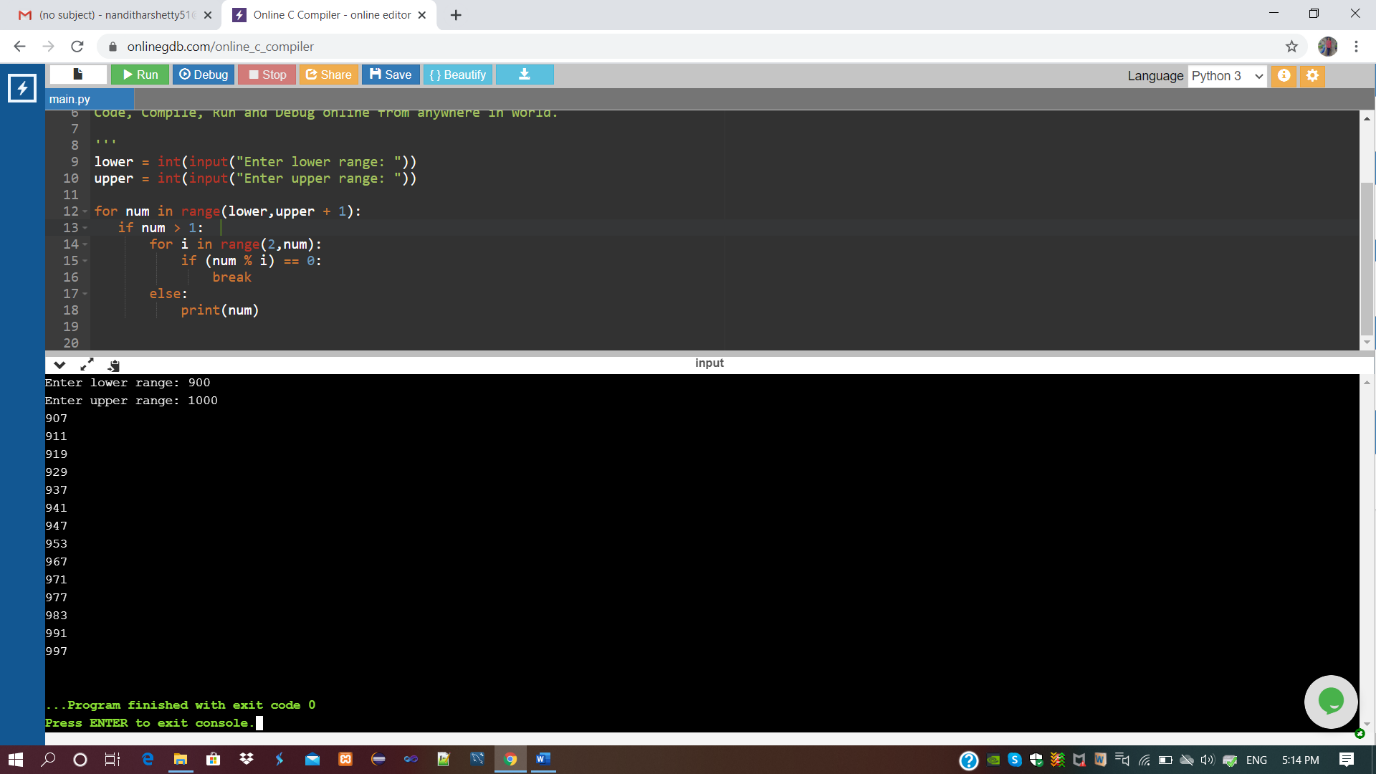 (no subject) - nanditharshetty516
Online C Compiler - online editor
onlinegdb.com/online_c_compiler
Run Debug Stop Share Save { } Beautify Language Python 3
main.py
6 Code, Compile, Run and Debug online from anywhere in world.
7
8 '''
9 lower = int(input("Enter lower range: "))
10 upper = int(input("Enter upper range: "))
11
12 for num in range(lower,upper + 1):
13 if num > 1:
14 for i in range(2,num):
15 if (num % i) == 0:
16 break
17 else:
18 print(num)
19
20
input
Enter lower range: 900
Enter upper range: 1000
907
911
919
929
937
941
947
953
967
971
977
983
991
997
...Program finished with exit code 0
Press ENTER to exit console.
ENG 5:14 PM